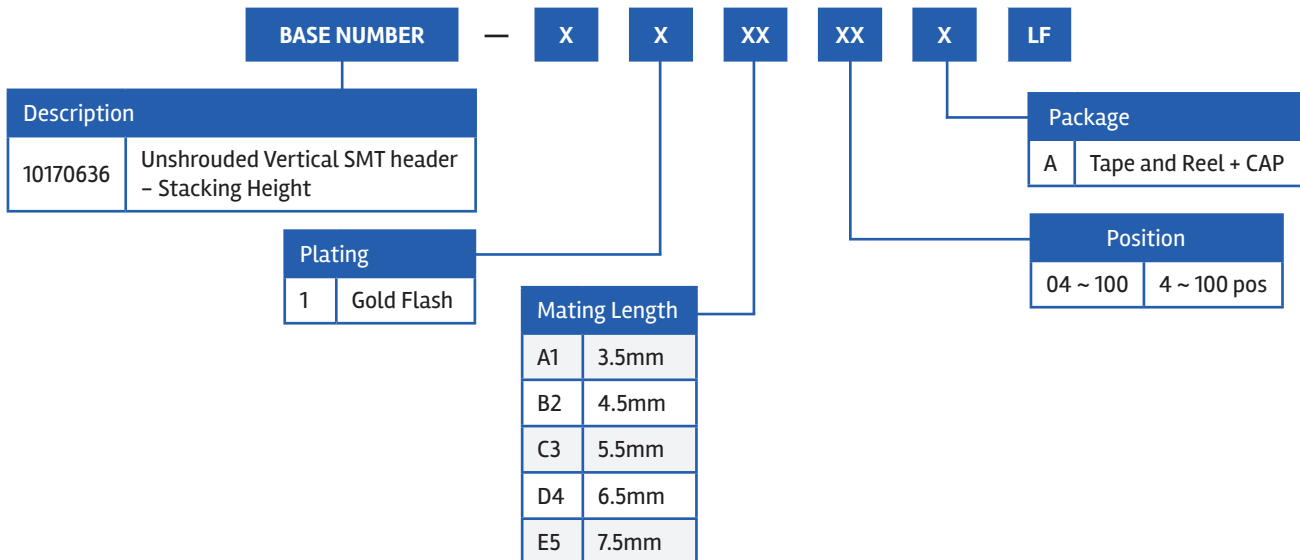 BASE NUMBER — X X XX XX X LF
Description
10170636 Unshrouded Vertical SMT header
– Stacking Height
Package
A Tape and Reel + CAP
Plating
1 Gold Flash
Position
04 ~ 100 4 ~ 100 pos
Mating Length
A1 3.5mm
B2 4.5mm
C3 5.5mm
D4 6.5mm
E5 7.5mm